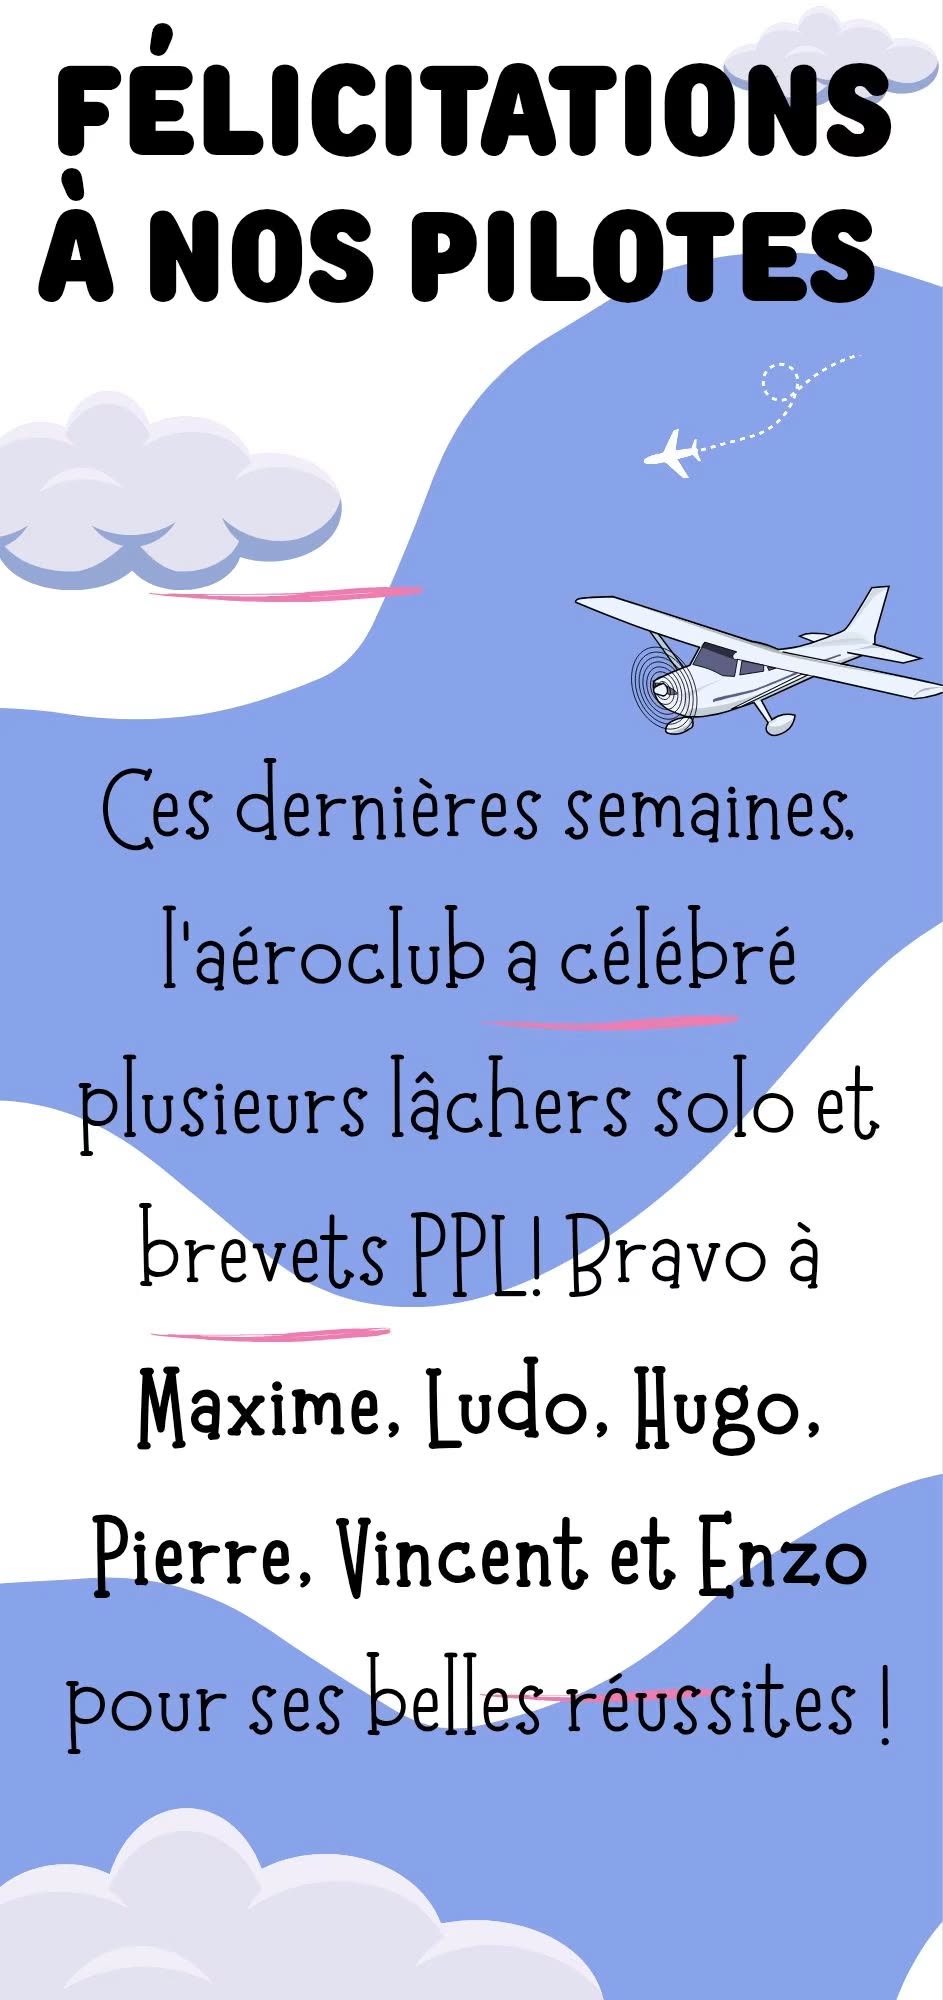 FÉLICITATIONS
À NOS PILOTES
Ces dernières semaines,
l'aéroclub a célébré
plusieurs lâchers solo et
brevets PPL! Bravo à
Maxime, Ludo, Hugo,
Pierre, Vincent et Enzo
pour ses belles réussites !